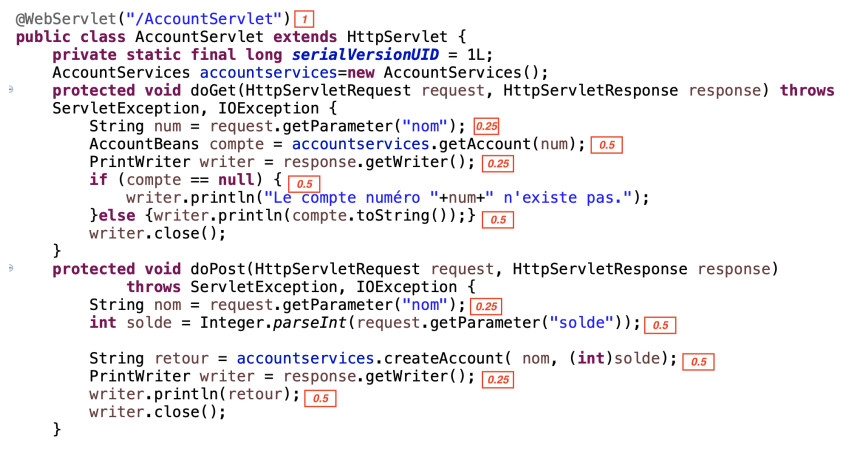 @WebServlet("/AccountServlet") 1
public class AccountServlet extends HttpServlet {
    private static final long serialVersionUID = 1L;
    AccountServices accountservices=new AccountServices();
    protected void doGet(HttpServletRequest request, HttpServletResponse response) throws
    ServletException, IOException {
        String num = request.getParameter("nom"); 0.25
        AccountBeans compte = accountservices.getAccount(num); 0.5
        PrintWriter writer = response.getWriter(); 0.25
        if (compte == null) { 0.5
            writer.println("Le compte numéro "+num+" n'existe pas.");
        }else {writer.println(compte.toString());} 0.5
        writer.close();
    }
    protected void doPost(HttpServletRequest request, HttpServletResponse response)
            throws ServletException, IOException {
        String nom = request.getParameter("nom"); 0.25
        int solde = Integer.parseInt(request.getParameter("solde")); 0.5
        String retour = accountservices.createAccount( nom, (int)solde); 0.5
        PrintWriter writer = response.getWriter(); 0.25
        writer.println(retour); 0.5
        writer.close();
    }